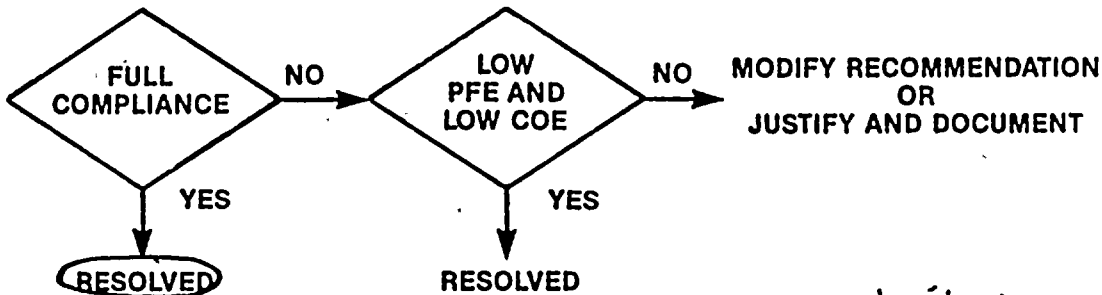 FULL
COMPLIANCE
NO
LOW
PFE AND
LOW COE
NO
MODIFY RECOMMENDATION
OR
JUSTIFY AND DOCUMENT
YES
YES
RESOLVED
RESOLVED